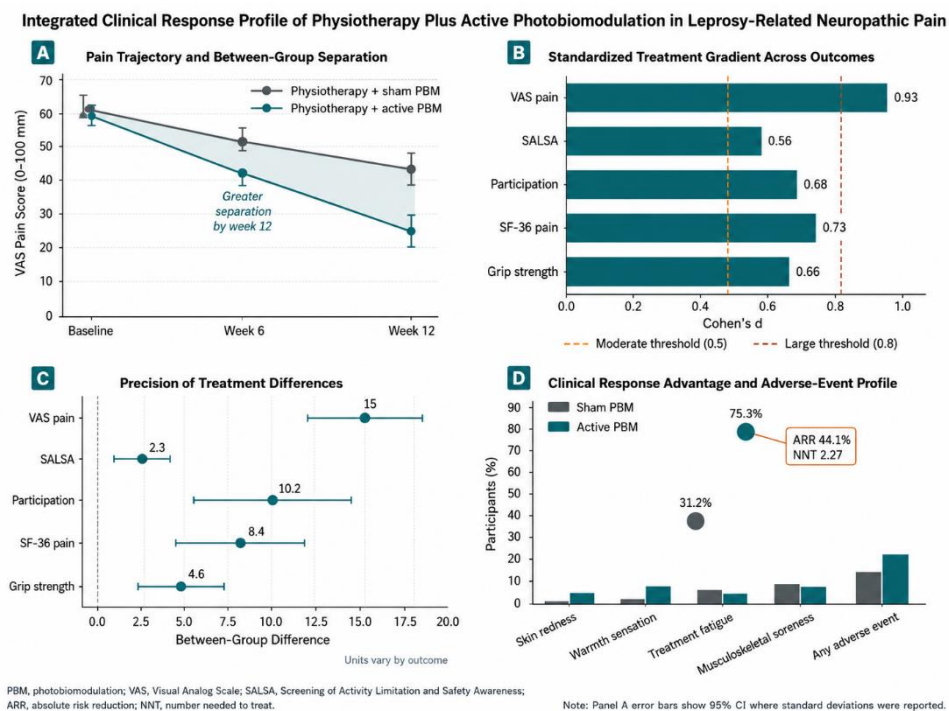 Integrated Clinical Response Profile of Physiotherapy Plus Active Photobiomodulation in Leprosy-Related Neuropathic Pain
A
Pain Trajectory and Between-Group Separation
VAS Pain Score (0–100 mm)
70
60
50
40
30
20
10
0
Physiotherapy + sham PBM
Physiotherapy + active PBM
Greater
separation
by week 12
Baseline
Week 6
Week 12
B
Standardized Treatment Gradient Across Outcomes
VAS pain
0.93
SALSA
0.56
Participation
0.68
SF-36 pain
0.73
Grip strength
0.66
0.0
0.2
0.4
0.6
0.8
1.0
Cohen's d
Moderate threshold (0.5)
Large threshold (0.8)
C
Precision of Treatment Differences
VAS pain
15
SALSA
2.3
Participation
10.2
SF-36 pain
8.4
Grip strength
4.6
0.0
2.5
5.0
7.5
10.0
12.5
15.0
17.5
20.0
Between-Group Difference
Units vary by outcome
D
Clinical Response Advantage and Adverse-Event Profile
Participants (%)
90
80
70
60
50
40
30
20
10
0
Sham PBM
Active PBM
75.3%
ARR 44.1%
NNT 2.27
31.2%
Skin redness
Warmth sensation
Treatment fatigue
Musculoskeletal soreness
Any adverse event
PBM, photobiomodulation; VAS, Visual Analog Scale; SALSA, Screening of Activity Limitation and Safety Awareness;
ARR, absolute risk reduction; NNT, number needed to treat.
Note: Panel A error bars show 95% CI where standard deviations were reported.